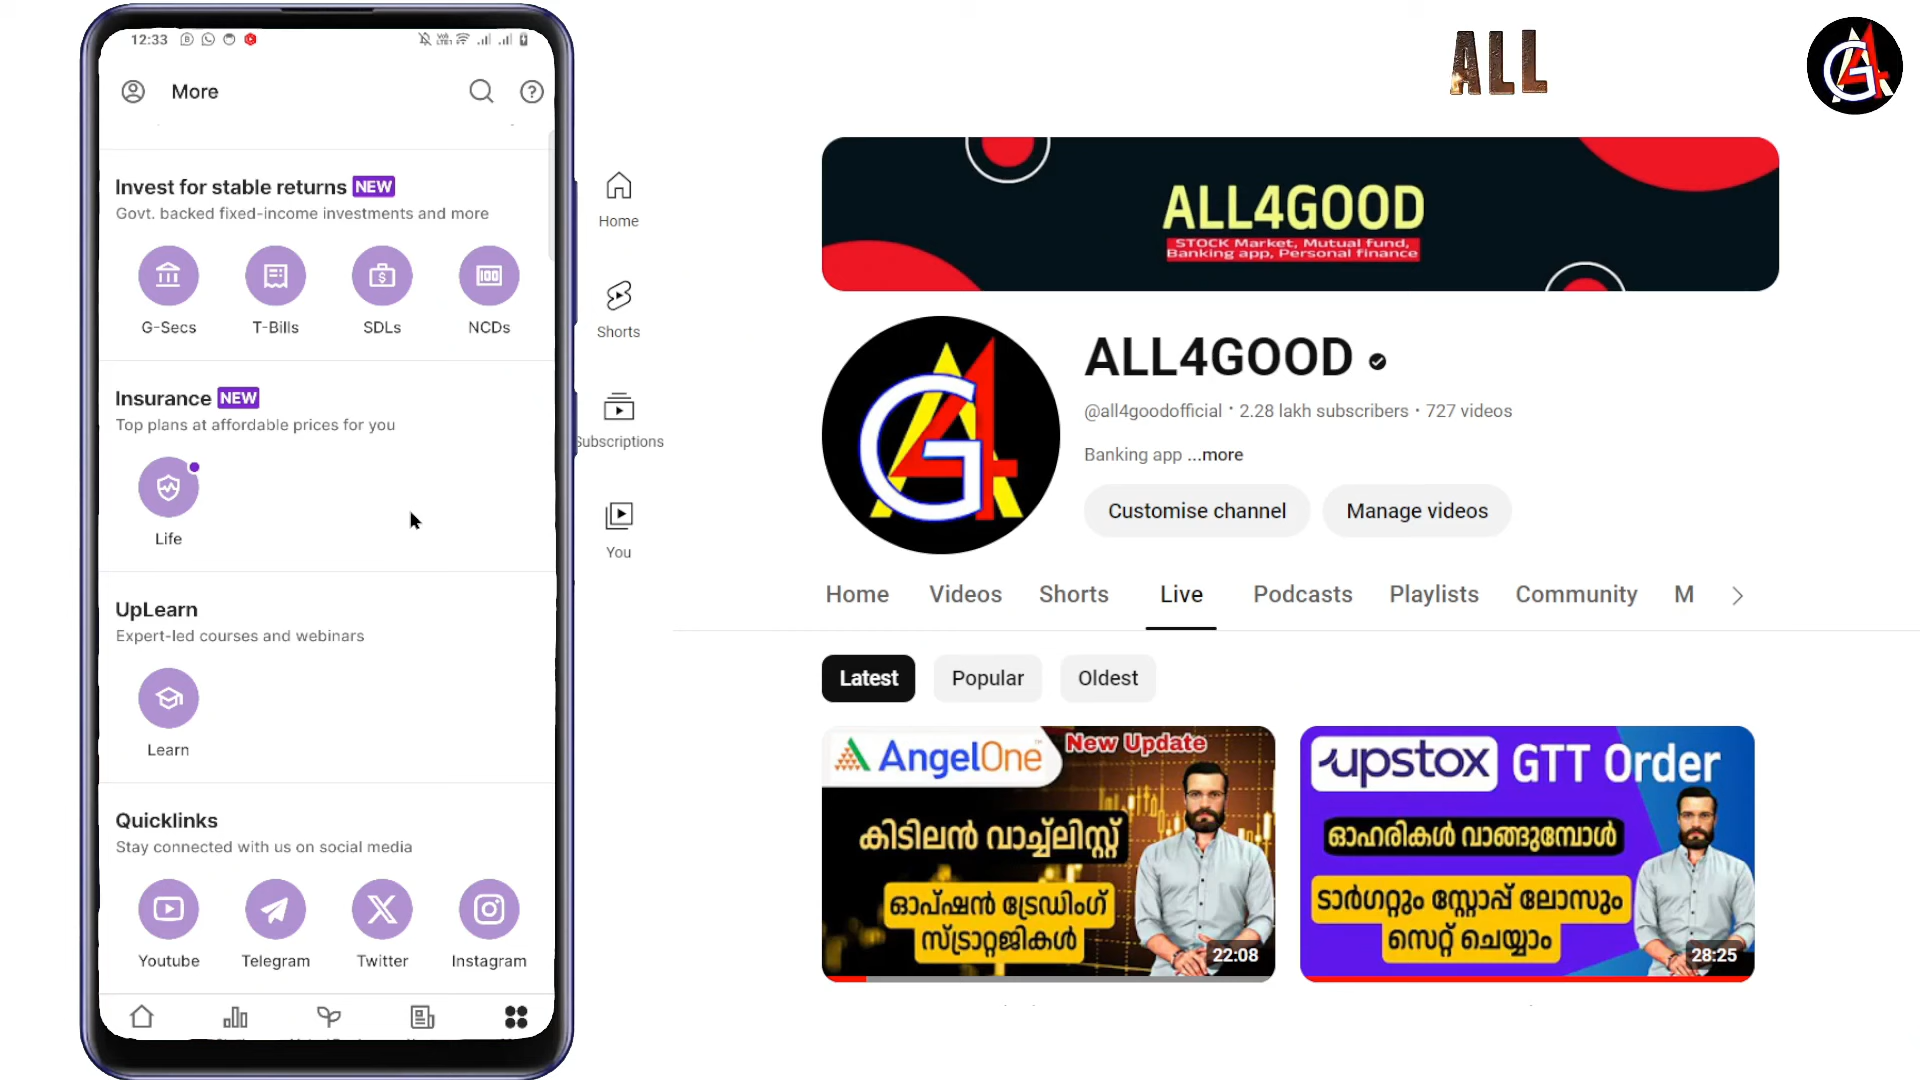 12:33
More
Invest for stable returns NEW
Govt. backed fixed-income investments and more
G-Secs
T-Bills
SDLs
NCDs
Insurance NEW
Top plans at affordable prices for you
Life
UpLearn
Expert-led courses and webinars
Learn
Quicklinks
Stay connected with us on social media
Youtube
Telegram
Twitter
Instagram
Home
Shorts
Subscriptions
You
ALL
ALL4GOOD
STOCK Market, Mutual fund,
Banking app, Personal finance
ALL4GOOD
@all4goodofficial • 2.28 lakh subscribers • 727 videos
Banking app ...more
Customise channel
Manage videos
Home
Videos
Shorts
Live
Podcasts
Playlists
Community
M
Latest
Popular
Oldest
AngelOne
New Update
കിടിലൻ വാച്ച്ലിസ്റ്റ്
ഓപ്ഷൻ ട്രേഡിംഗ്
സ്ട്രാറ്റജികൾ
22:08
upstox GTT Order
ഓഹരികൾ വാങ്ങുമ്പോൾ
ടാർഗറ്റും സ്റ്റോപ്പ് ലോസും
സെറ്റ് ചെയ്യാം
28:25